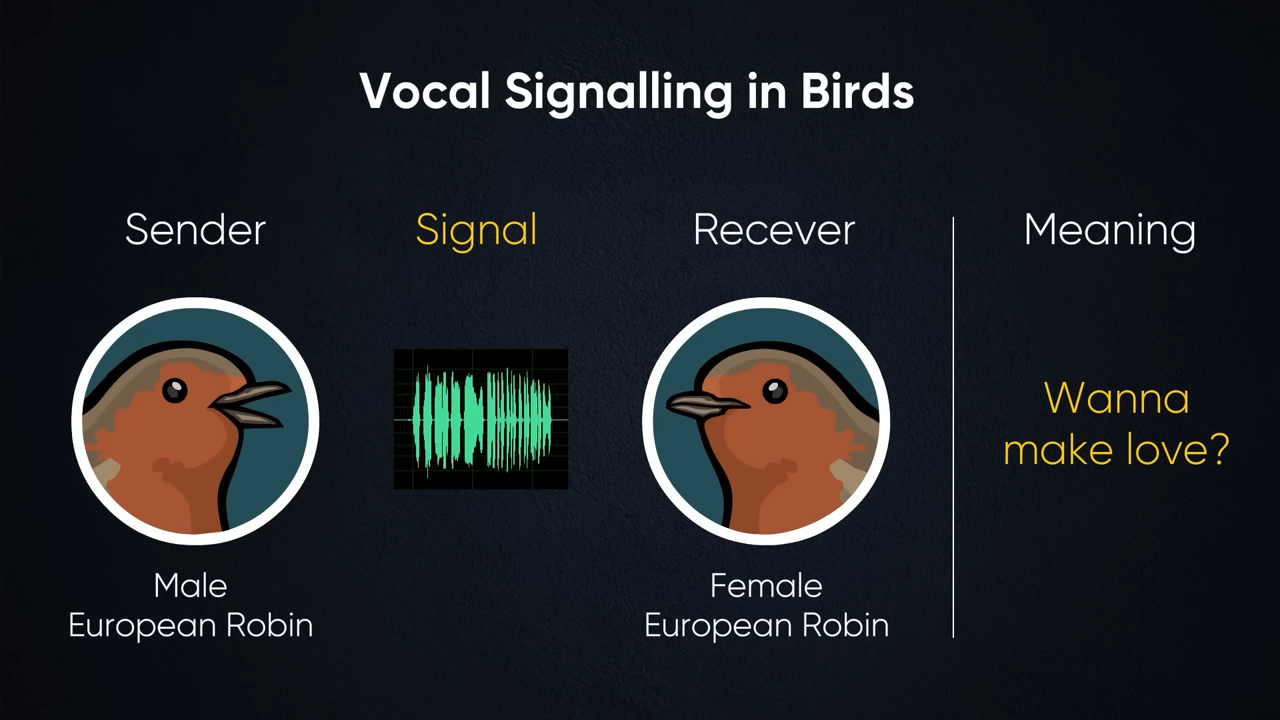 Vocal Signalling in Birds
Sender
Signal
Recever
Meaning
Wanna
make love?
Male
European Robin
Female
European Robin